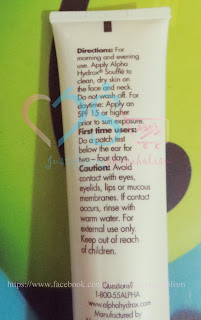 Directions: For
morning and evening
use. Apply Alpha
Hydrox® Soufflé to
clean, dry skin on
the face and neck.
Do not wash off. For
daytime: Apply an
SPF 15 or higher
prior to sun exposure.
First time users:
Do a patch test
below the ear for
two – four days.
Caution: Avoid
contact with eyes,
eyelids, lips or mucous
membranes. If contact
occurs, rinse with
warm water. For
external use only.
Keep out of reach
of children.
https://www.facebook.com
Questions?
1-800-55ALPHA
www.alphahydrox.com
Manufactured by